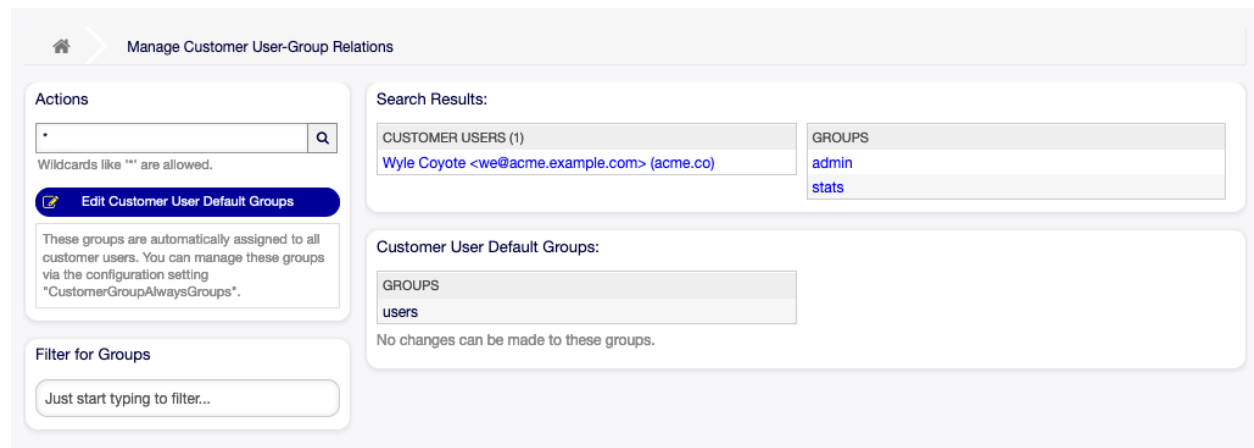 Manage Customer User-Group Relations
Actions
*
Wildcards like '*' are allowed.
Edit Customer User Default Groups
These groups are automatically assigned to all
customer users. You can manage these groups
via the configuration setting
"CustomerGroupAlwaysGroups".
Filter for Groups
Just start typing to filter...
Search Results:
CUSTOMER USERS (1)
Wyle Coyote <we@acme.example.com> (acme.co)
GROUPS
admin
stats
Customer User Default Groups:
GROUPS
users
No changes can be made to these groups.